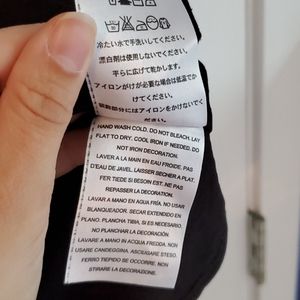 冷たい水で手洗いしてください。
漂白剤は使用しないでください。
平らに広げて乾かします。
アイロンがけが必要な場合は低温でか
けてください。
装飾部分にはアイロンをかけないでく
ださい。
HAND WASH COLD. DO NOT BLEACH. LAY
FLAT TO DRY. COOL IRON IF NEEDED. DO
NOT IRON DECORATION.
LAVER A LA MAIN EN EAU FROIDE. PAS
D'EAU DE JAVEL. LAISSER SECHER A PLAT.
FER TIEDE SI BESOIN EST. NE PAS
REPASSER LA DECORATION.
LAVAR A MANO EN AGUA FRÍA. NO USAR
BLANQUEADOR. SECAR EXTENDIDO EN
PLANO. PLANCHA TIBIA, SI ES NECESARIO.
NO PLANCHAR LA DECORACIÓN
LAVARE A MANO IN ACQUA FREDDA. NON
USARE CANDEGGINA. ASCIUGARE STESO.
FERRO TIEPIDO SE OCCORRE. NON
STIRARE LA DECORAZIONE.